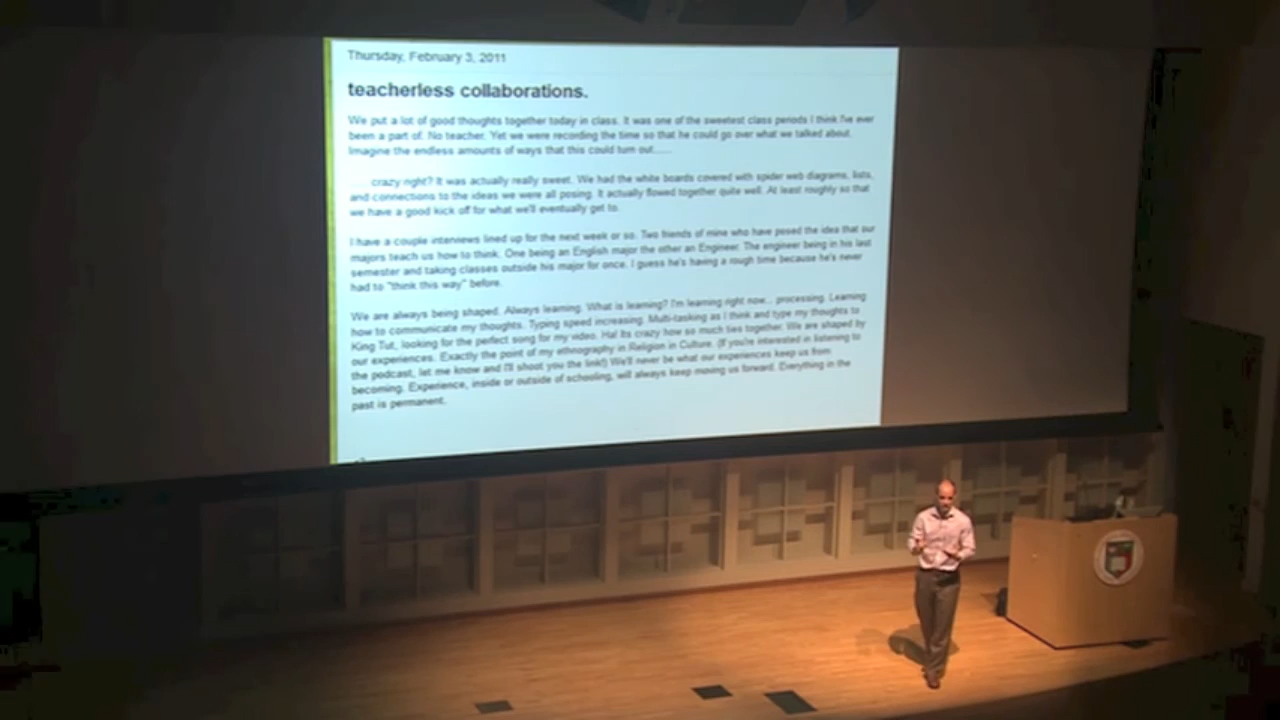 Thursday, February 3, 2011
teacherless collaborations.
We put a lot of good thoughts together today in class. It was one of the sweetest class periods I think I've ever
been a part of. No teacher. Yet we were recording the time so that he could go over what we talked about.
Imagine the endless amounts of ways that this could turn out......
..... crazy right? It was actually really sweet. We had the white boards covered with spider web diagrams, lists,
and connections to the ideas we were all posing. It actually flowed together quite well. At least roughly so that
we have a good kick off for what we'll eventually get to.
I have a couple interviews lined up for the next week or so. Two friends of mine who have posed the idea that our
majors teach us how to think. One being an English major the other an Engineer. The engineer being in his last
semester and taking classes outside his major for once. I guess he's having a rough time because he's never
had to "think this way" before.
We are always being shaped. Always learning. What is learning? I'm learning right now... processing. Learning
how to communicate my thoughts. Typing speed increasing. Multi-tasking as I think and type my thoughts to
King Tut, looking for the perfect song for my video. Ha! Its crazy how so much ties together. We are shaped by
our experiences. Exactly the point of my ethnography in Religion in Culture. (If you're interested in listening to
the podcast, let me know and I'll shoot you the link!) We'll never be what our experiences keep us from
becoming. Experience, inside or outside of schooling, will always keep moving us forward. Everything in the
past is permanent.